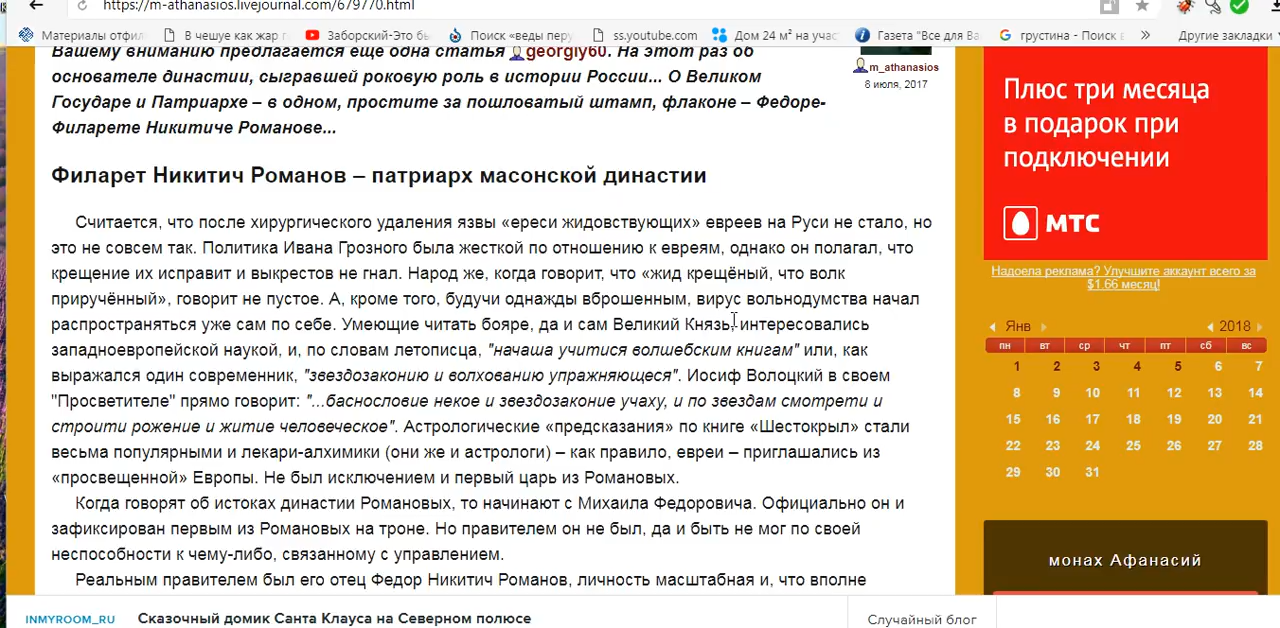 https://m-athanasios.livejournal.com/679770.html
Материалы офиц
В чешуе как жар г
Заборский-Это бы
Поиск «веды перу
ss.youtube.com
Дом 24 м² на учас
Газета "Все для Ва
грустина - Поиск в
»
Другие закладки
Вашему вниманию предлагается еще одна статья georgiy60. На этот раз об
основателе династии, сыгравшей роковую роль в истории России... О Великом
Государе и Патриархе – в одном, простите за пошловатый штамп, флаконе – Федоре-
Филарете Никитиче Романове...
m_athanasios
6 июля, 2017
Филарет Никитич Романов – патриарх масонской династии
Считается, что после хирургического удаления язвы «ереси жидовствующих» евреев на Руси не стало, но
это не совсем так. Политика Ивана Грозного была жесткой по отношению к евреям, однако он полагал, что
крещение их исправит и выкрестов не гнал. Народ же, когда говорит, что «жид крещёный, что волк
приручённый», говорит не пустое. А, кроме того, будучи однажды вброшенным, вирус вольнодумства начал
распространяться уже сам по себе. Умеющие читать бояре, да и сам Великий Князь, интересовались
западноевропейской наукой, и, по словам летописца, "начаша учитися волшебским книгам" или, как
выражался один современник, "звездозаконию и волхованию упражняющеся". Иосиф Волоцкий в своем
"Просветителе" прямо говорит: "...баснословие некое и звездозаконие учаху, и по звездам смотрети и
строити рожение и житие человеческое". Астрологические «предсказания» по книге «Шестокрыл» стали
весьма популярными и лекари-алхимики (они же и астрологи) – как правило, евреи – приглашались из
«просвещенной» Европы. Не был исключением и первый царь из Романовых.
Когда говорят об истоках династии Романовых, то начинают с Михаила Федоровича. Официально он и
зафиксирован первым из Романовых на троне. Но правителем он не был, да и быть не мог по своей
неспособности к чему-либо, связанному с управлением.
Реальным правителем был его отец Федор Никитич Романов, личность масштабная и, что вполне
Плюс три месяца
в подарок при
подключении
МТС
Надоела реклама? Улучшите аккаунт всего за
$1.66 месяц!
Янв 2018
пн вт ср чт пт сб вс
1 2 3 4 5 6 7
8 9 10 11 12 13 14
15 16 17 18 19 20 21
22 23 24 25 26 27 28
29 30 31
монах Афанасий
INMYROOM_RU Сказочный домик Санта Клауса на Северном полюсе
Случайный блог